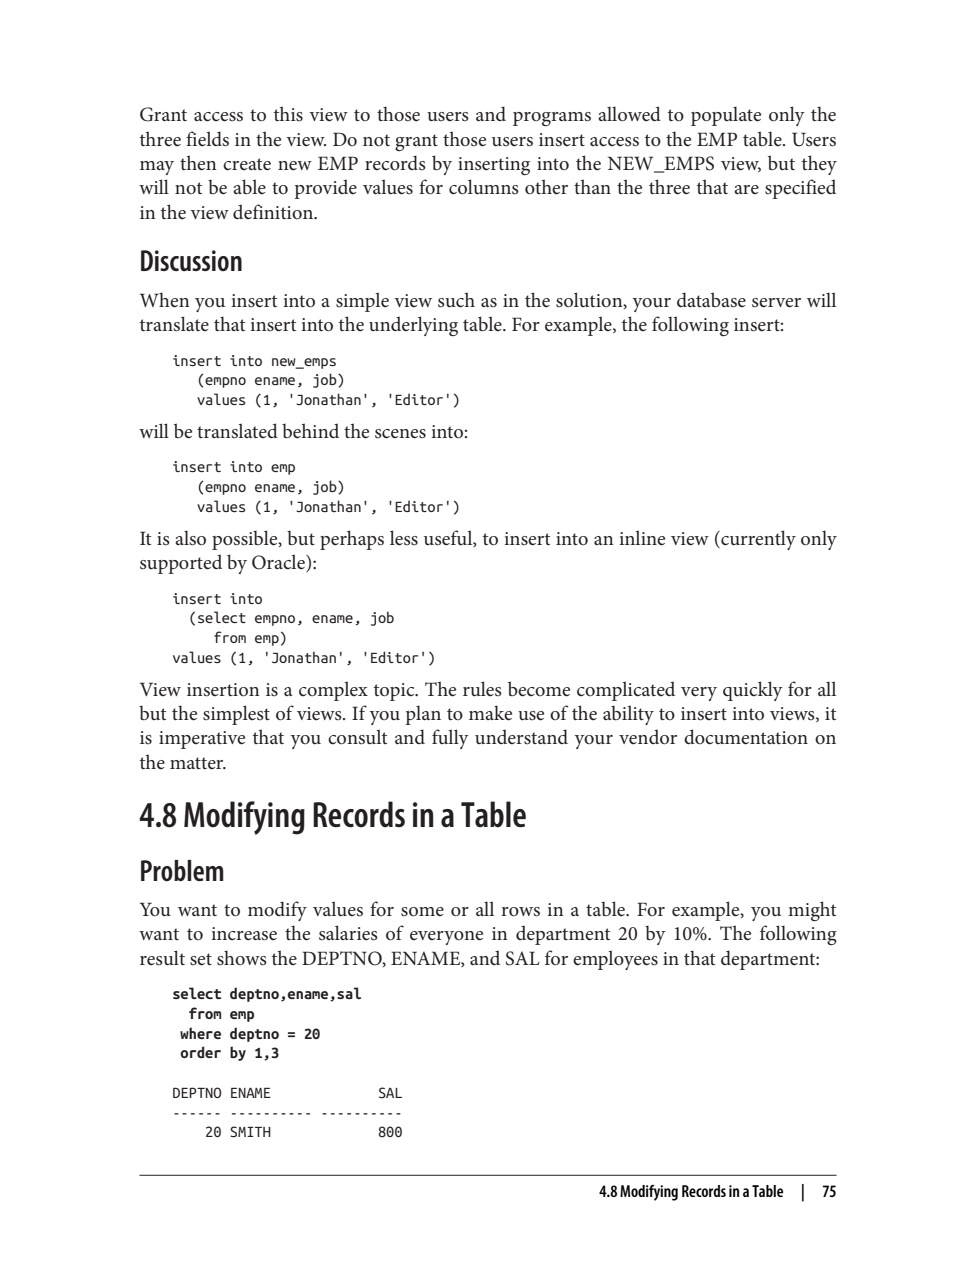 Grant access to this view to those users and programs allowed to populate only the
three fields in the view. Do not grant those users insert access to the EMP table. Users
may then create new EMP records by inserting into the NEW_EMPS view, but they
will not be able to provide values for columns other than the three that are specified
in the view definition.
Discussion
When you insert into a simple view such as in the solution, your database server will
translate that insert into the underlying table. For example, the following insert:
insert into new_emps
(empno ename, job)
values (1, 'Jonathan', 'Editor')
will be translated behind the scenes into:
insert into emp
(empno ename, job)
values (1, 'Jonathan', 'Editor')
It is also possible, but perhaps less useful, to insert into an inline view (currently only
supported by Oracle):
insert into
(select empno, ename, job
from emp)
values (1, 'Jonathan', 'Editor')
View insertion is a complex topic. The rules become complicated very quickly for all
but the simplest of views. If you plan to make use of the ability to insert into views, it
is imperative that you consult and fully understand your vendor documentation on
the matter.
4.8 Modifying Records in a Table
Problem
You want to modify values for some or all rows in a table. For example, you might
want to increase the salaries of everyone in department 20 by 10%. The following
result set shows the DEPTNO, ENAME, and SAL for employees in that department:
select deptno,ename,sal
from emp
where deptno = 20
order by 1,3
DEPTNO ENAME SAL
------ ---------- ----------
20 SMITH 800
4.8 Modifying Records in a Table | 75